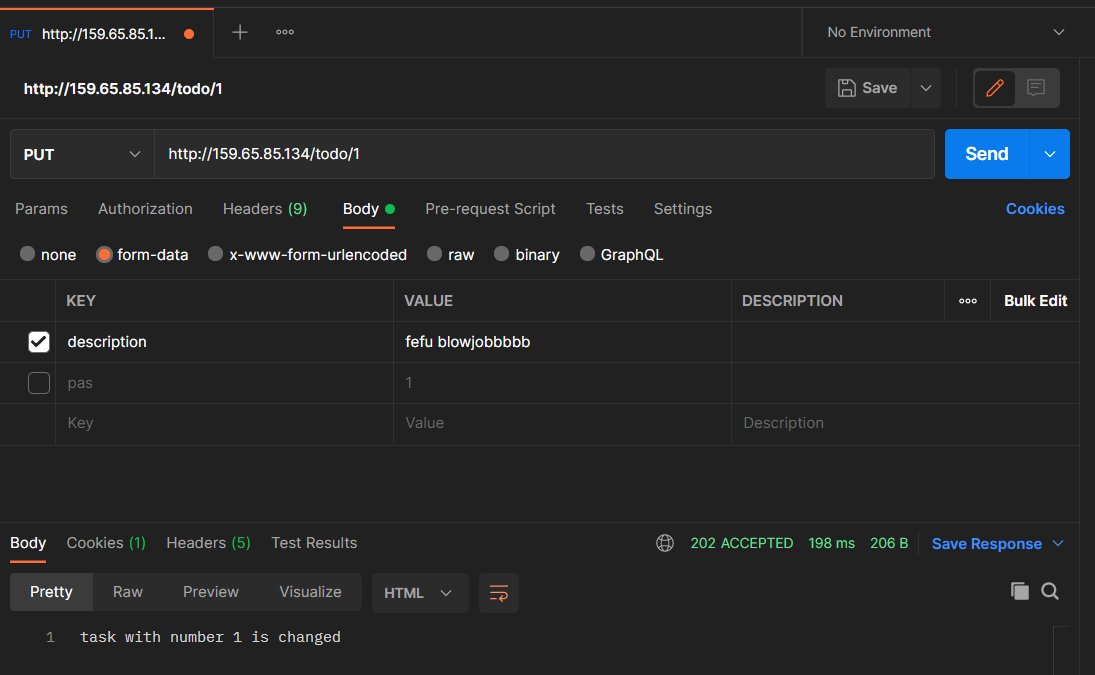 PUT http://159.65.85.1... No Environment
http://159.65.85.134/todo/1 Save
PUT http://159.65.85.134/todo/1 Send
Params Authorization Headers (9) Body Pre-request Script Tests Settings Cookies
none form-data x-www-form-urlencoded raw binary GraphQL
KEY VALUE DESCRIPTION Bulk Edit
description fefu blowjobbbbb
pas 1
Key Value Description
Body Cookies (1) Headers (5) Test Results 202 ACCEPTED 198 ms 206 B Save Response
Pretty Raw Preview Visualize HTML
1 task with number 1 is changed